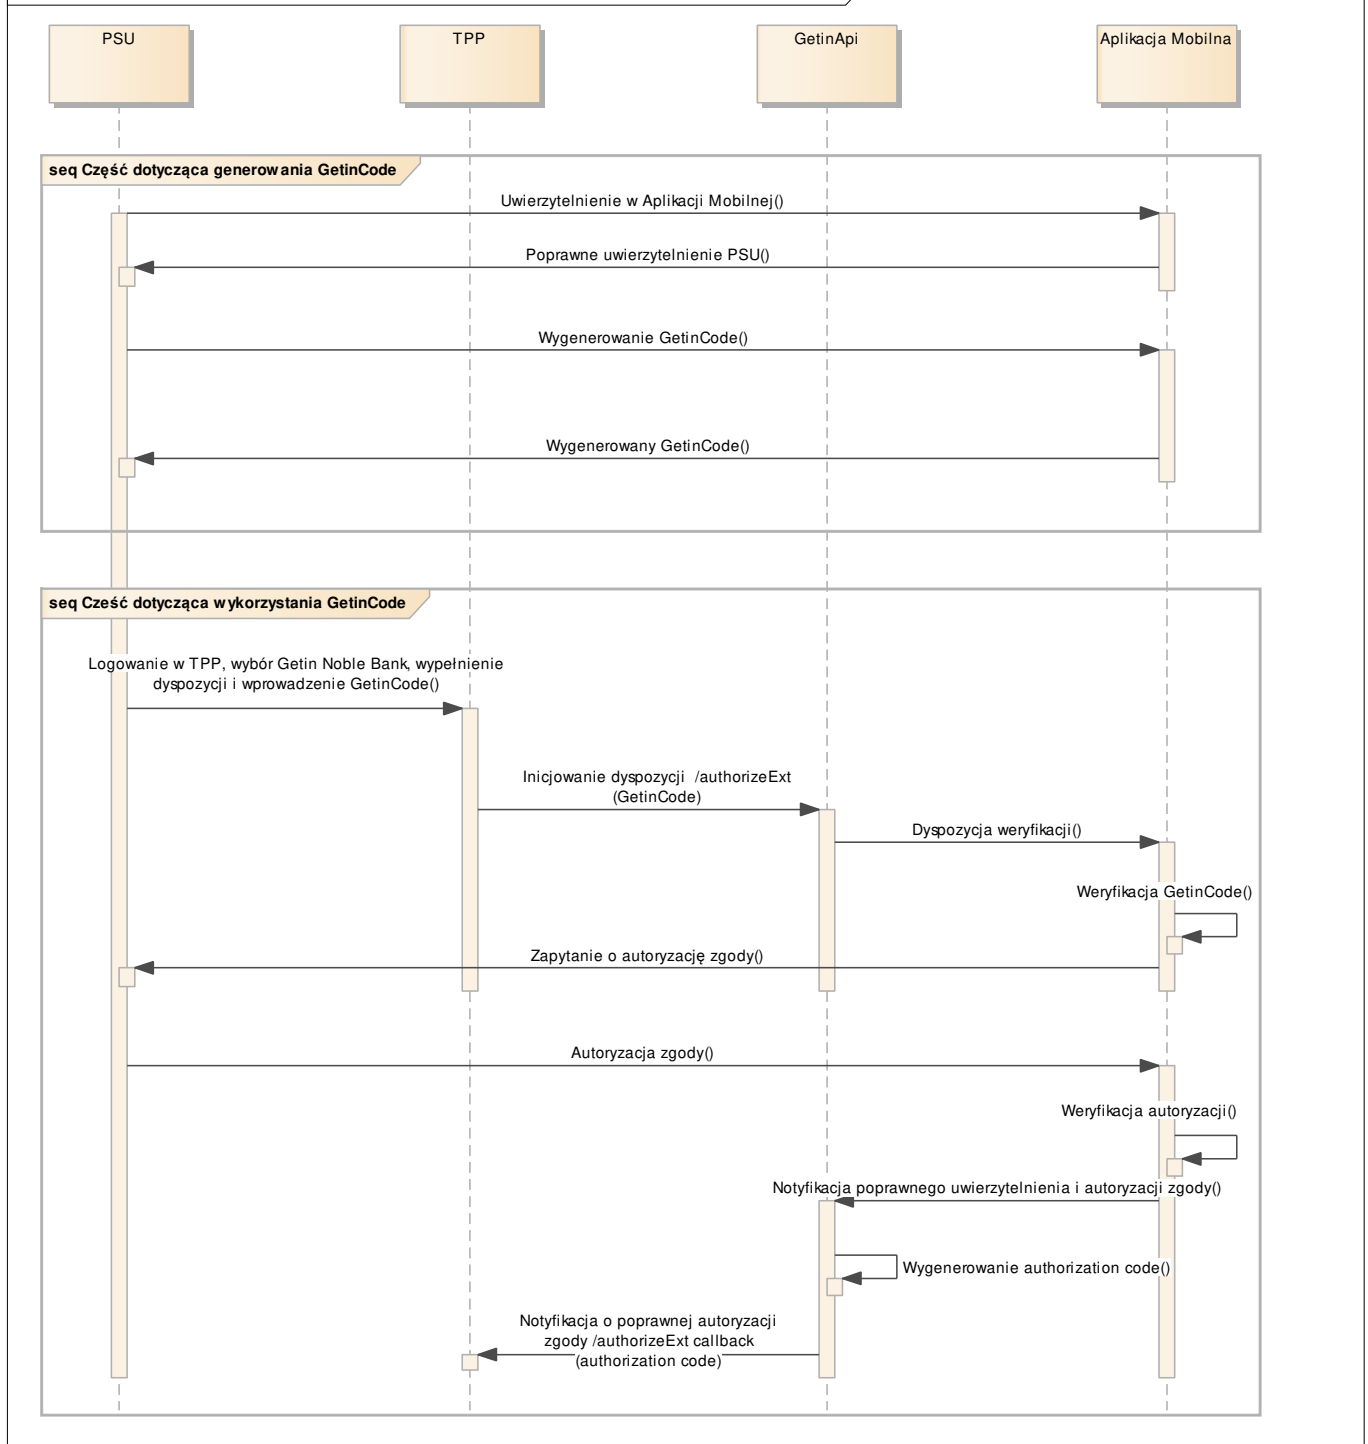 PSU
TPP
GetinApi
Aplikacja Mobilna
seq Część dotycząca generowania GetinCode
Uwierzytelnienie w Aplikacji Mobilnej()
Poprawne uwierzytelnienie PSU()
Wygenerowanie GetinCode()
Wygenerowany GetinCode()
seq Cześć dotycząca wykorzystania GetinCode
Logowanie w TPP, wybór Getin Noble Bank, wypełnienie
dyspozycji i wprowadzenie GetinCode()
Inicjowanie dyspozycji /authorizeExt
(GetinCode)
Dyspozycja weryfikacji()
Weryfikacja GetinCode()
Zapytanie o autoryzację zgody()
Autoryzacja zgody()
Weryfikacja autoryzacji()
Notyfikacja poprawnego uwierzytelnienia i autoryzacji zgody()
Wygenerowanie authorization code()
Notyfikacja o poprawnej autoryzacji
zgody /authorizeExt callback
(authorization code)